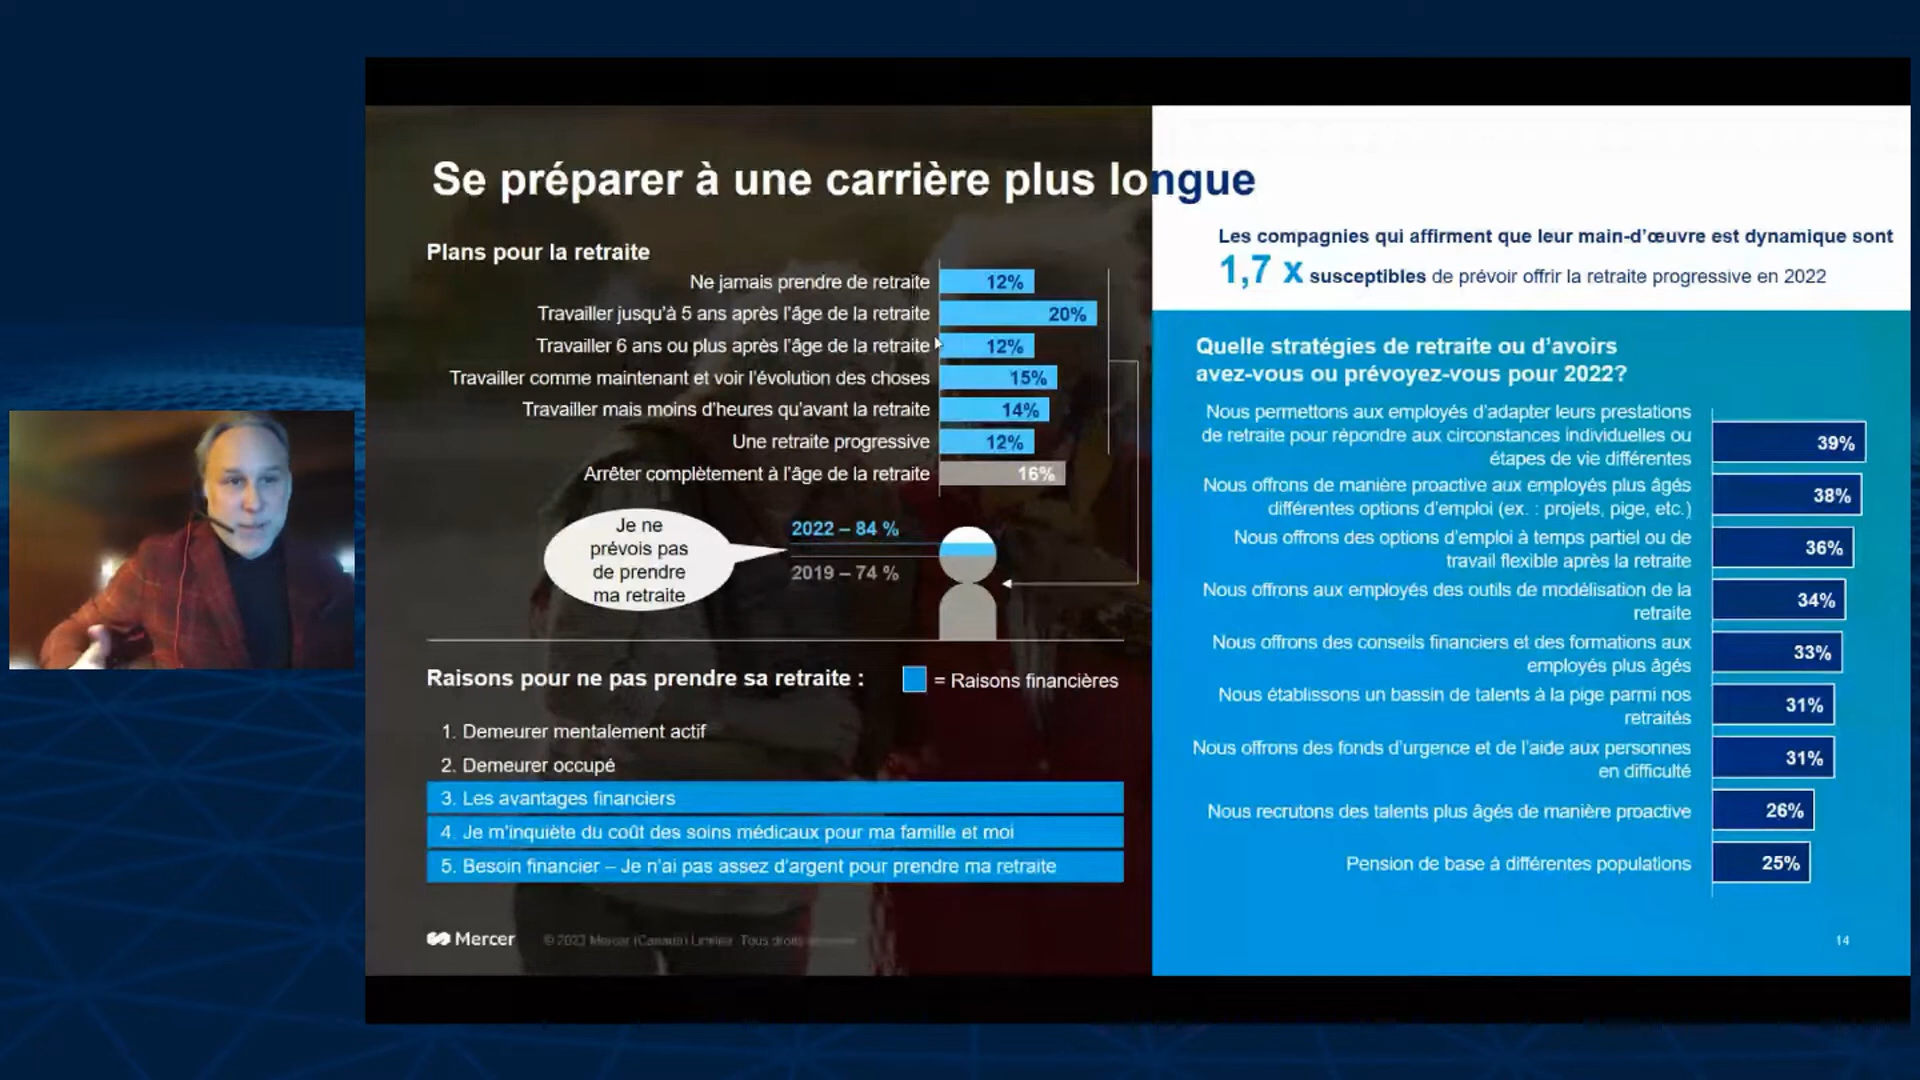 Se préparer à une carrière plus longue
Plans pour la retraite
Ne jamais prendre de retraite 12%
Travailler jusqu'à 5 ans après l'âge de la retraite 20%
Travailler 6 ans ou plus après l'âge de la retraite 12%
Travailler comme maintenant et voir l'évolution des choses 15%
Travailler mais moins d'heures qu'avant la retraite 14%
Une retraite progressive 12%
Arrêter complètement à l'âge de la retraite 16%
Je ne
prévois pas
de prendre
ma retraite
2022 – 84 %
2019 – 74 %
Raisons pour ne pas prendre sa retraite :
= Raisons financières
1. Demeurer mentalement actif
2. Demeurer occupé
3. Les avantages financiers
4. Je m'inquiète du coût des soins médicaux pour ma famille et moi
5. Besoin financier – Je n'ai pas assez d'argent pour prendre ma retraite
Mercer
© 2022 Mercer (Canada) Limitée. Tous droits
Les compagnies qui affirment que leur main-d'œuvre est dynamique sont
1,7 x susceptibles de prévoir offrir la retraite progressive en 2022
Quelle stratégies de retraite ou d'avoirs
avez-vous ou prévoyez-vous pour 2022?
Nous permettons aux employés d'adapter leurs prestations
de retraite pour répondre aux circonstances individuelles ou
étapes de vie différentes
39%
Nous offrons de manière proactive aux employés plus âgés
différentes options d'emploi (ex. : projets, pige, etc.)
38%
Nous offrons des options d'emploi à temps partiel ou de
travail flexible après la retraite
36%
Nous offrons aux employés des outils de modélisation de la
retraite
34%
Nous offrons des conseils financiers et des formations aux
employés plus âgés
33%
Nous établissons un bassin de talents à la pige parmi nos
retraités
31%
Nous offrons des fonds d'urgence et de l'aide aux personnes
en difficulté
31%
Nous recrutons des talents plus âgés de manière proactive 26%
Pension de base à différentes populations 25%
14